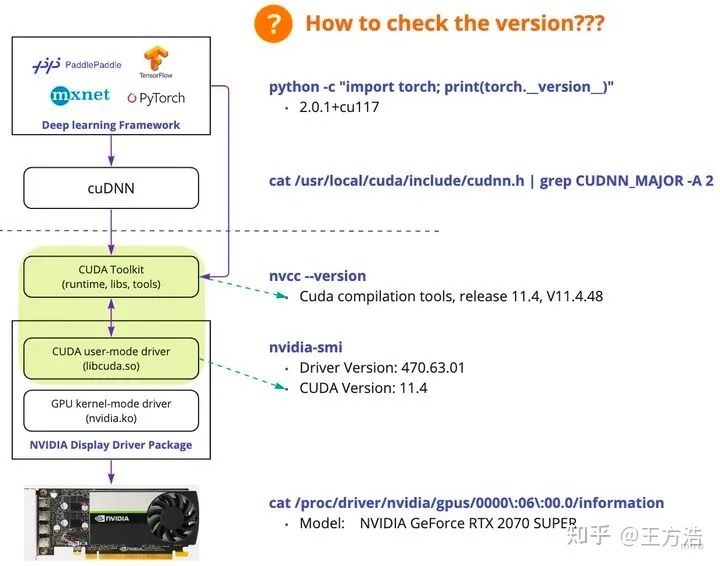 ? How to check the version???
PaddlePaddle
TensorFlow
mxnet
PyTorch
Deep learning Framework
python -c "import torch; print(torch.__version__)"
• 2.0.1+cu117
cuDNN
cat /usr/local/cuda/include/cudnn.h | grep CUDNN_MAJOR -A 2
CUDA Toolkit
(runtime, libs, tools)
nvcc --version
• Cuda compilation tools, release 11.4, V11.4.48
CUDA user-mode driver
(libcuda.so)
nvidia-smi
• Driver Version: 470.63.01
• CUDA Version: 11.4
GPU kernel-mode driver
(nvidia.ko)
NVIDIA Display Driver Package
NVIDIA
cat /proc/driver/nvidia/gpus/0000\:06\:00.0/information
• Model: NVIDIA GeForce RTX 2070 SUPER
知乎 @王方浩
miro